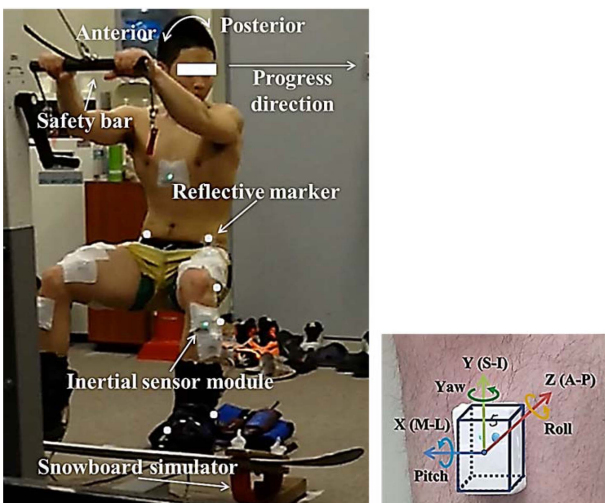 Anterior
Posterior
Progress
direction
Safety bar
Reflective marker
Inertial sensor module
Snowboard simulator
Y (S-I)
Z (A-P)
Yaw
5
X (M-L)
Roll
Pitch